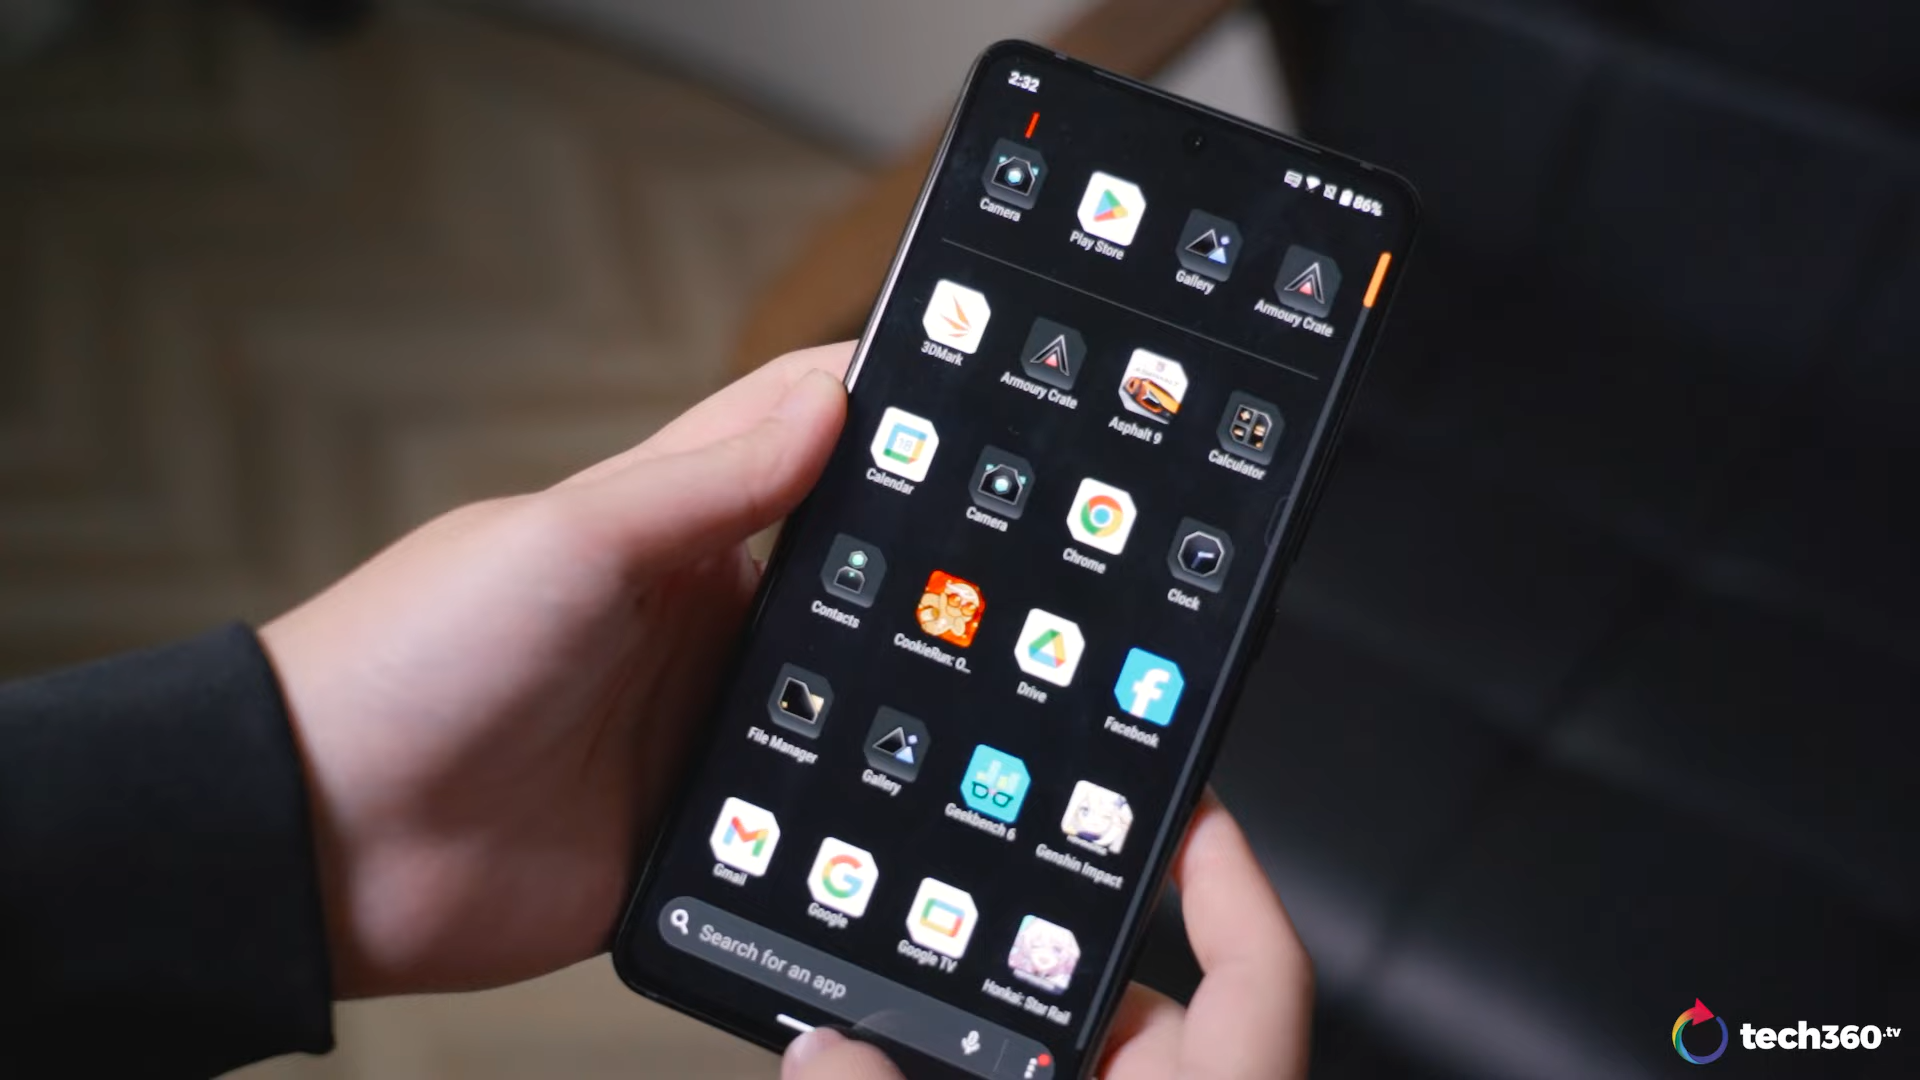 2:32
86%
Camera
Play Store
Gallery
Armoury Crate
3DMark
Armoury Crate
Asphalt 9
Calculator
Calendar
Camera
Chrome
Clock
Contacts
CookieRun: O...
Drive
Facebook
File Manager
Gallery
Geekbench 6
Genshin Impact
Gmail
Google
Google TV
Honkai: Star Rail
Search for an app
tech360.tv